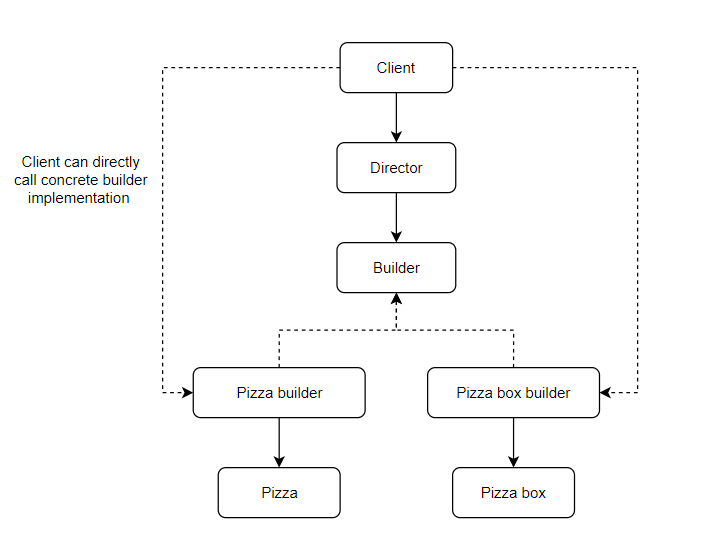 Client
Client can directly
call concrete builder
implementation
Director
Builder
Pizza builder
Pizza box builder
Pizza
Pizza box